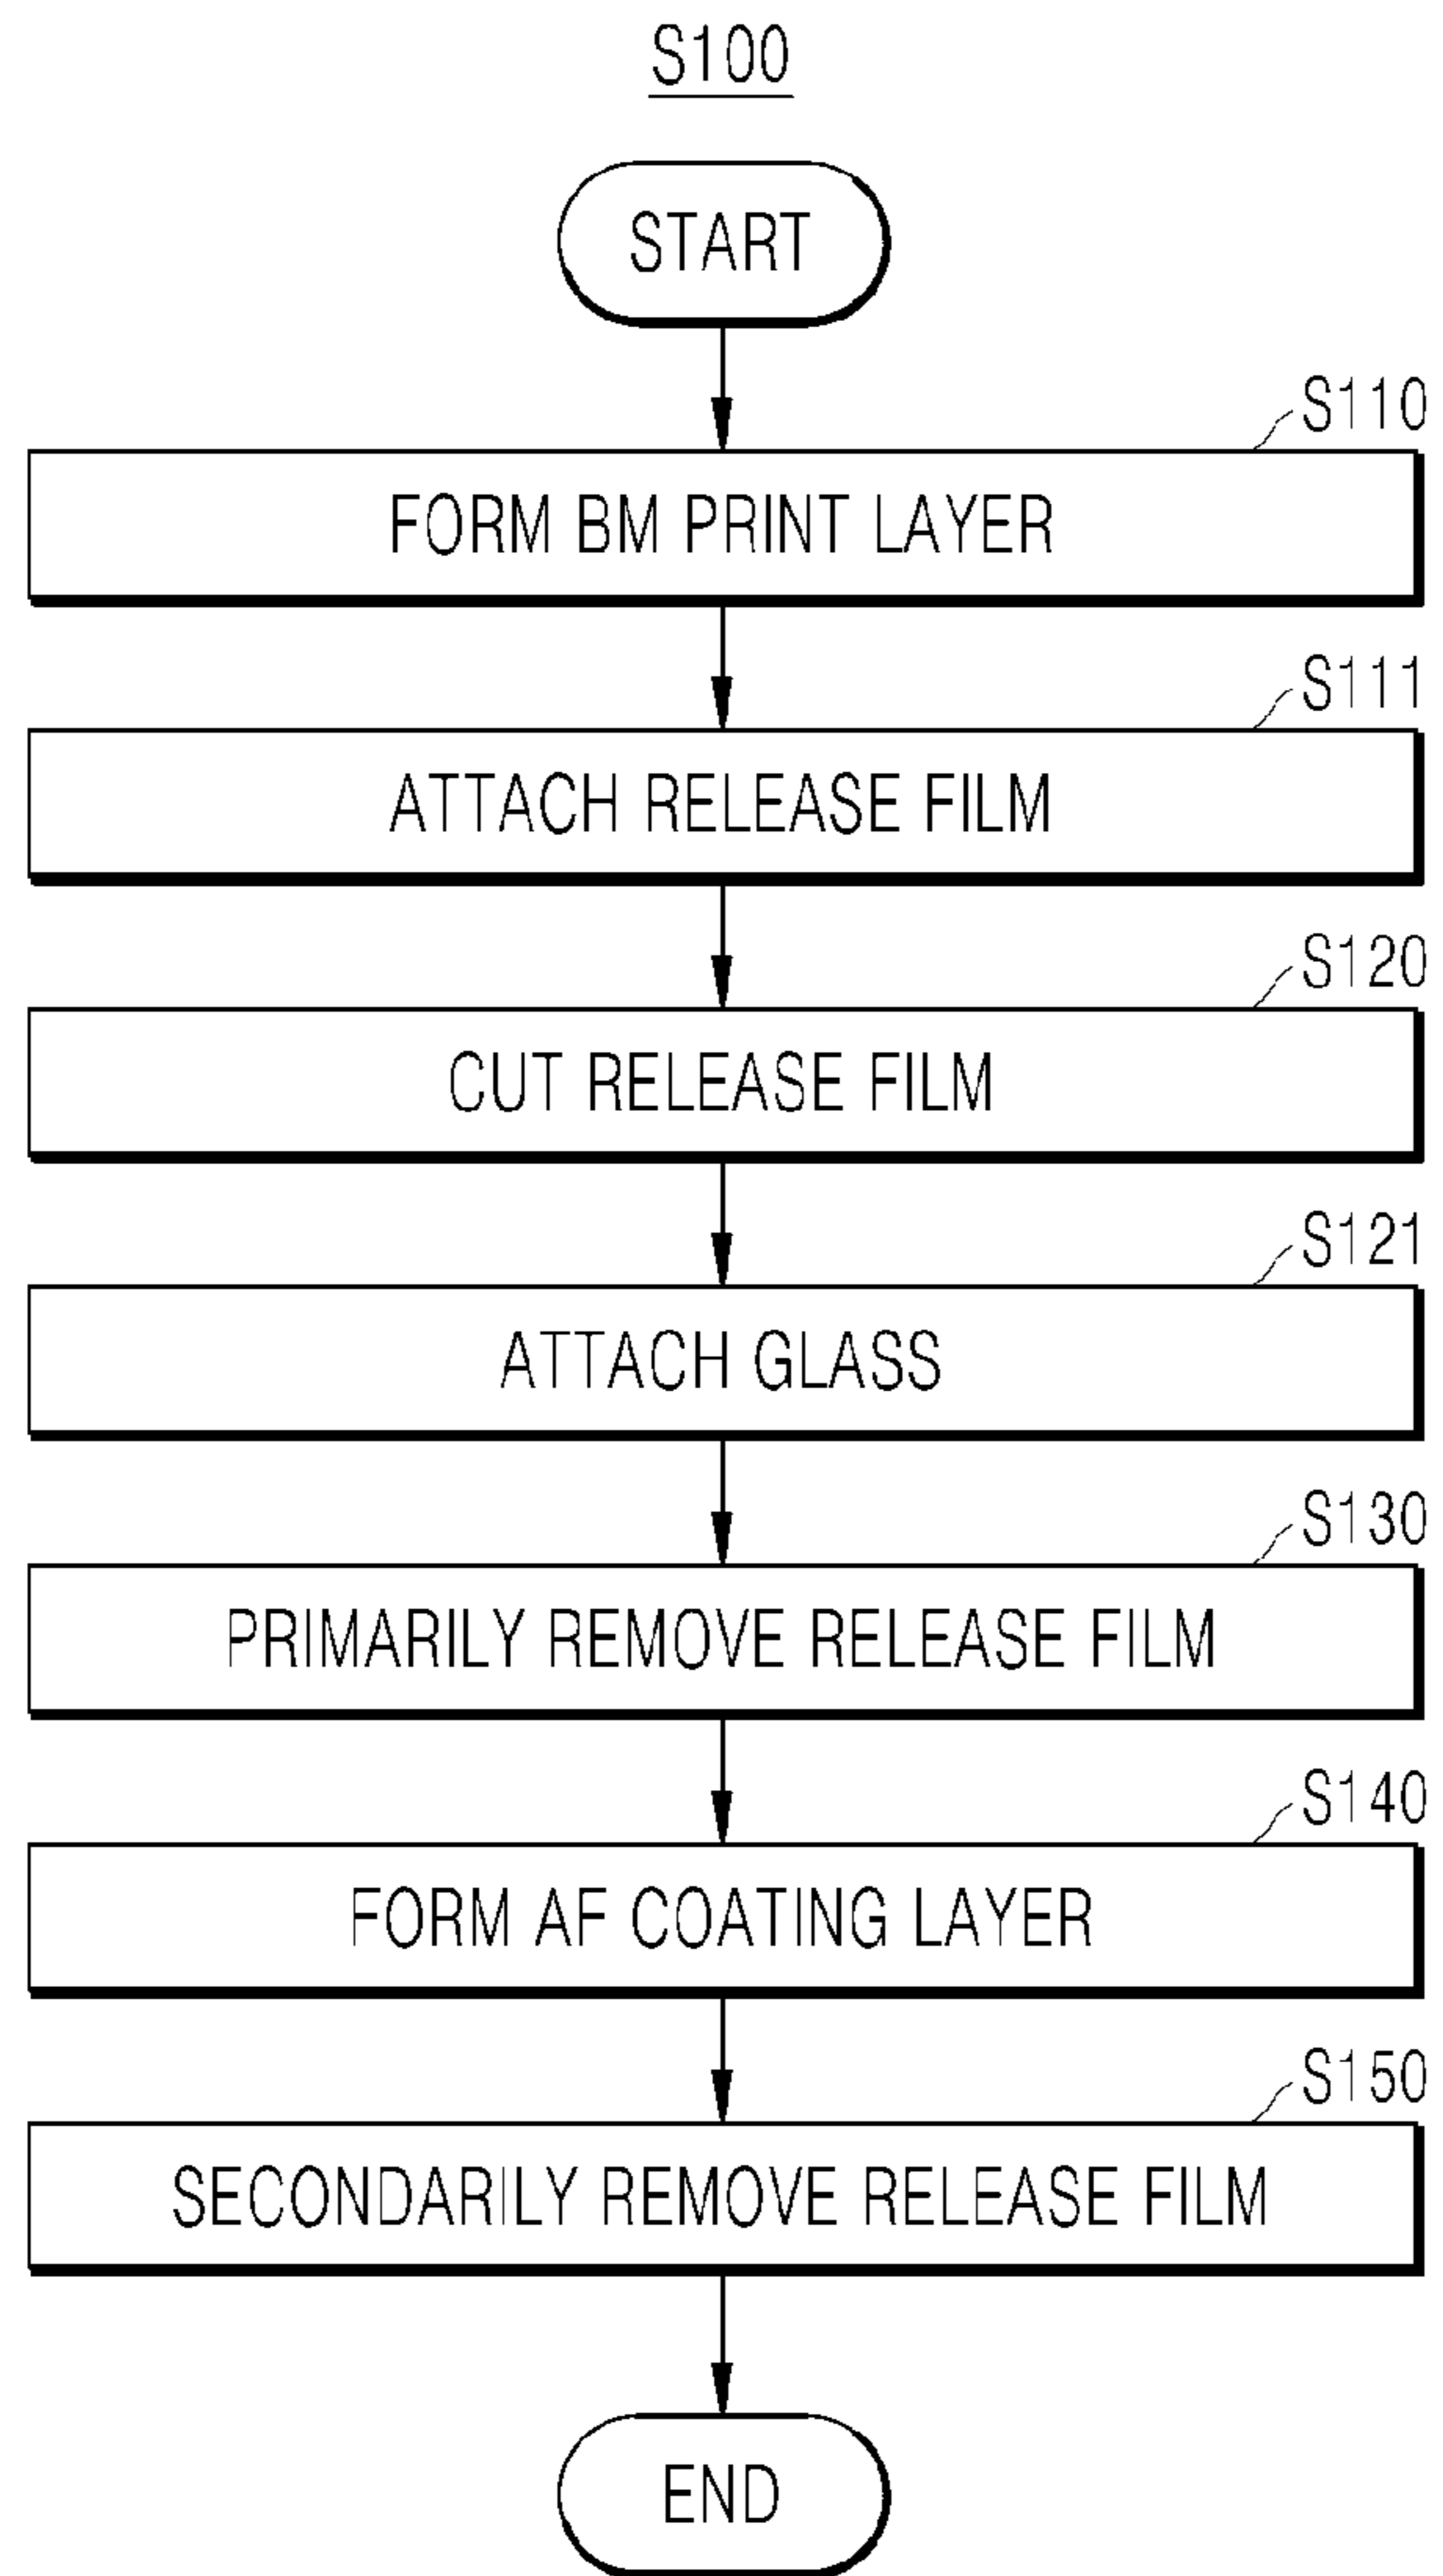 S100
START
S110
FORM BM PRINT LAYER
S111
ATTACH RELEASE FILM
S120
CUT RELEASE FILM
S121
ATTACH GLASS
S130
PRIMARILY REMOVE RELEASE FILM
S140
FORM AF COATING LAYER
S150
SECONDARILY REMOVE RELEASE FILM
END